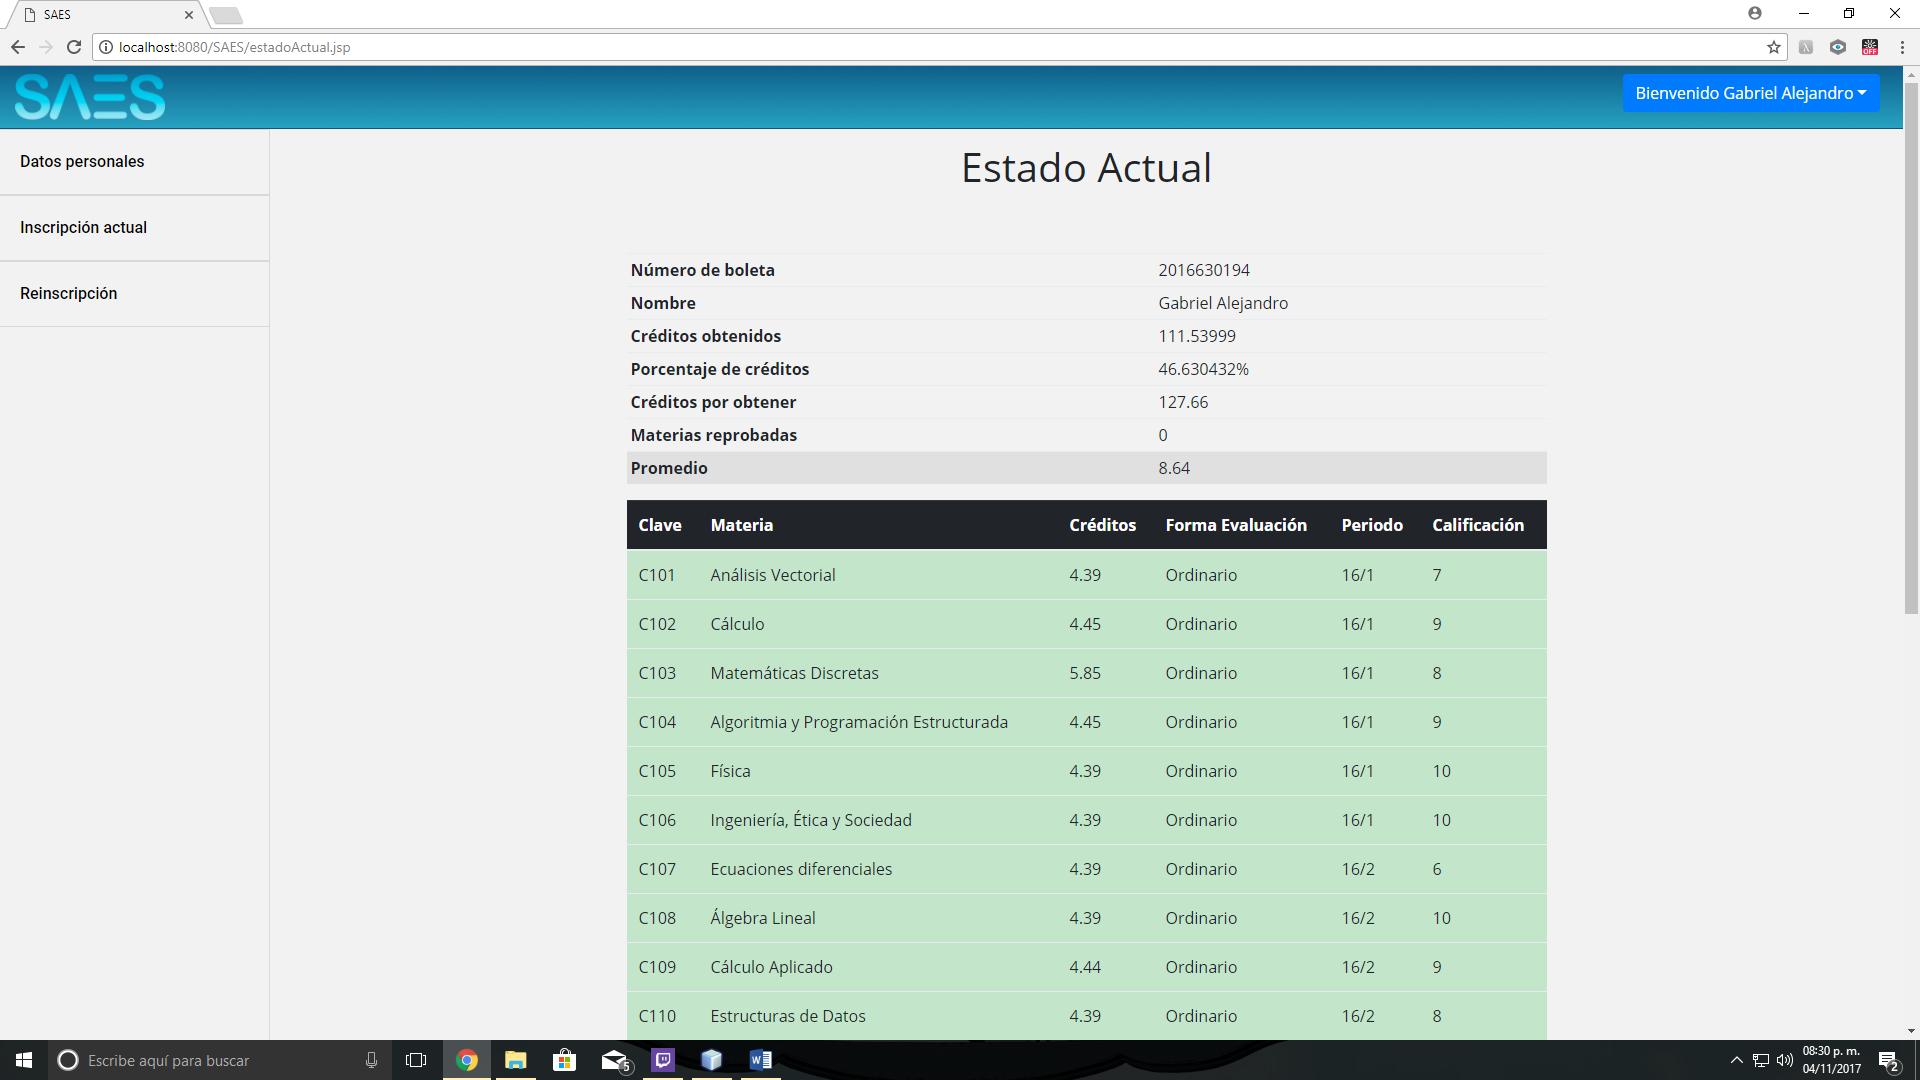 SAES
localhost:8080/SAES/estadoActual.jsp
OFF
SAES
Bienvenido Gabriel Alejandro
Datos personales
Inscripción actual
Reinscripción
Estado Actual
Número de boleta 2016630194
Nombre Gabriel Alejandro
Créditos obtenidos 111.53999
Porcentaje de créditos 46.630432%
Créditos por obtener 127.66
Materias reprobadas 0
Promedio 8.64
Clave Materia Créditos Forma Evaluación Periodo Calificación
C101 Análisis Vectorial 4.39 Ordinario 16/1 7
C102 Cálculo 4.45 Ordinario 16/1 9
C103 Matemáticas Discretas 5.85 Ordinario 16/1 8
C104 Algoritmia y Programación Estructurada 4.45 Ordinario 16/1 9
C105 Física 4.39 Ordinario 16/1 10
C106 Ingeniería, Ética y Sociedad 4.39 Ordinario 16/1 10
C107 Ecuaciones diferenciales 4.39 Ordinario 16/2 6
C108 Álgebra Lineal 4.39 Ordinario 16/2 10
C109 Cálculo Aplicado 4.44 Ordinario 16/2 9
C110 Estructuras de Datos 4.39 Ordinario 16/2 8
Escribe aquí para buscar
5
08:30 p. m.
04/11/2017
2